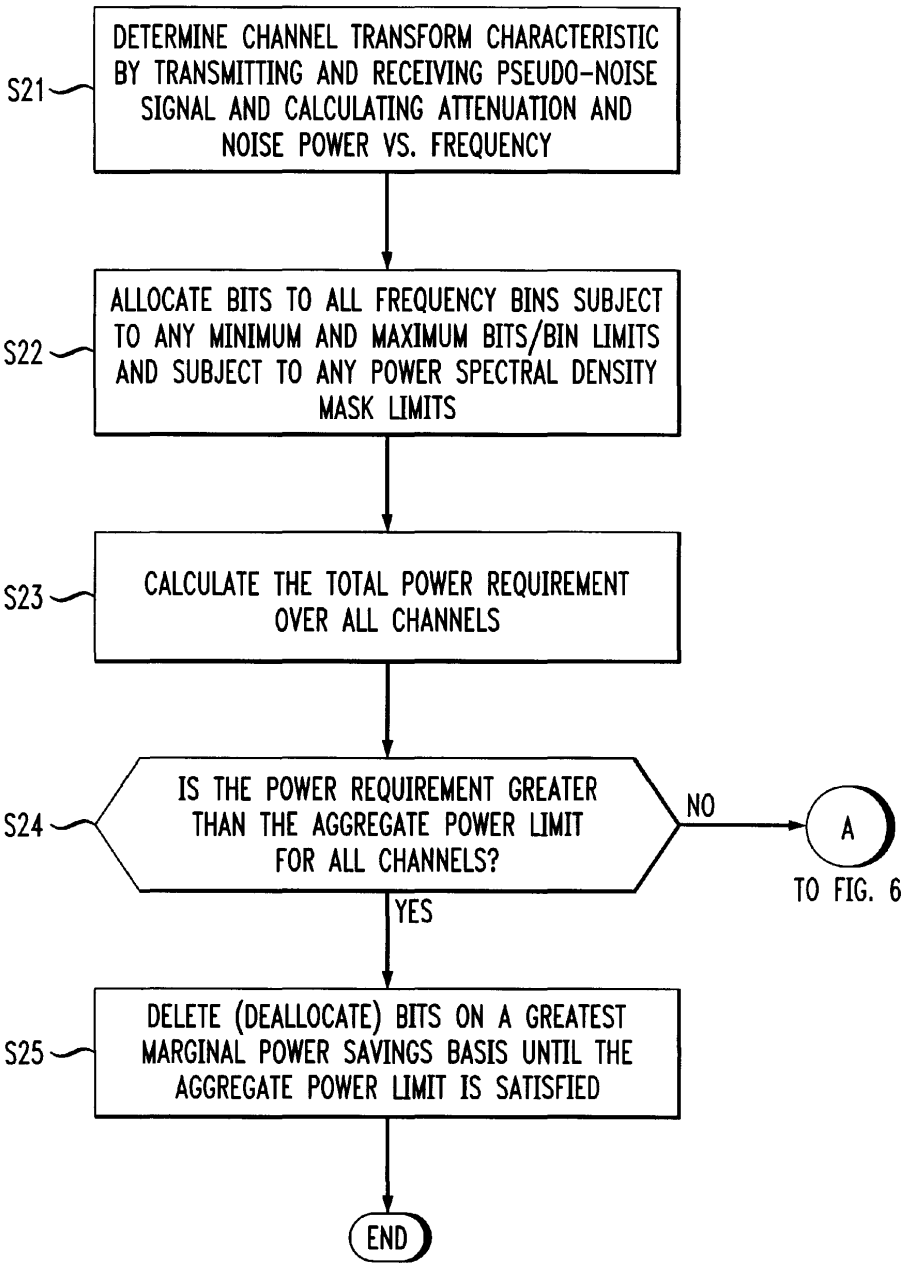 S21
DETERMINE CHANNEL TRANSFORM CHARACTERISTIC
BY TRANSMITTING AND RECEIVING PSEUDO-NOISE
SIGNAL AND CALCULATING ATTENUATION AND
NOISE POWER VS. FREQUENCY
S22
ALLOCATE BITS TO ALL FREQUENCY BINS SUBJECT
TO ANY MINIMUM AND MAXIMUM BITS/BIN LIMITS
AND SUBJECT TO ANY POWER SPECTRAL DENSITY
MASK LIMITS
S23
CALCULATE THE TOTAL POWER REQUIREMENT
OVER ALL CHANNELS
S24
IS THE POWER REQUIREMENT GREATER
THAN THE AGGREGATE POWER LIMIT
FOR ALL CHANNELS?
NO
A
TO FIG. 6
YES
S25
DELETE (DEALLOCATE) BITS ON A GREATEST
MARGINAL POWER SAVINGS BASIS UNTIL THE
AGGREGATE POWER LIMIT IS SATISFIED
END